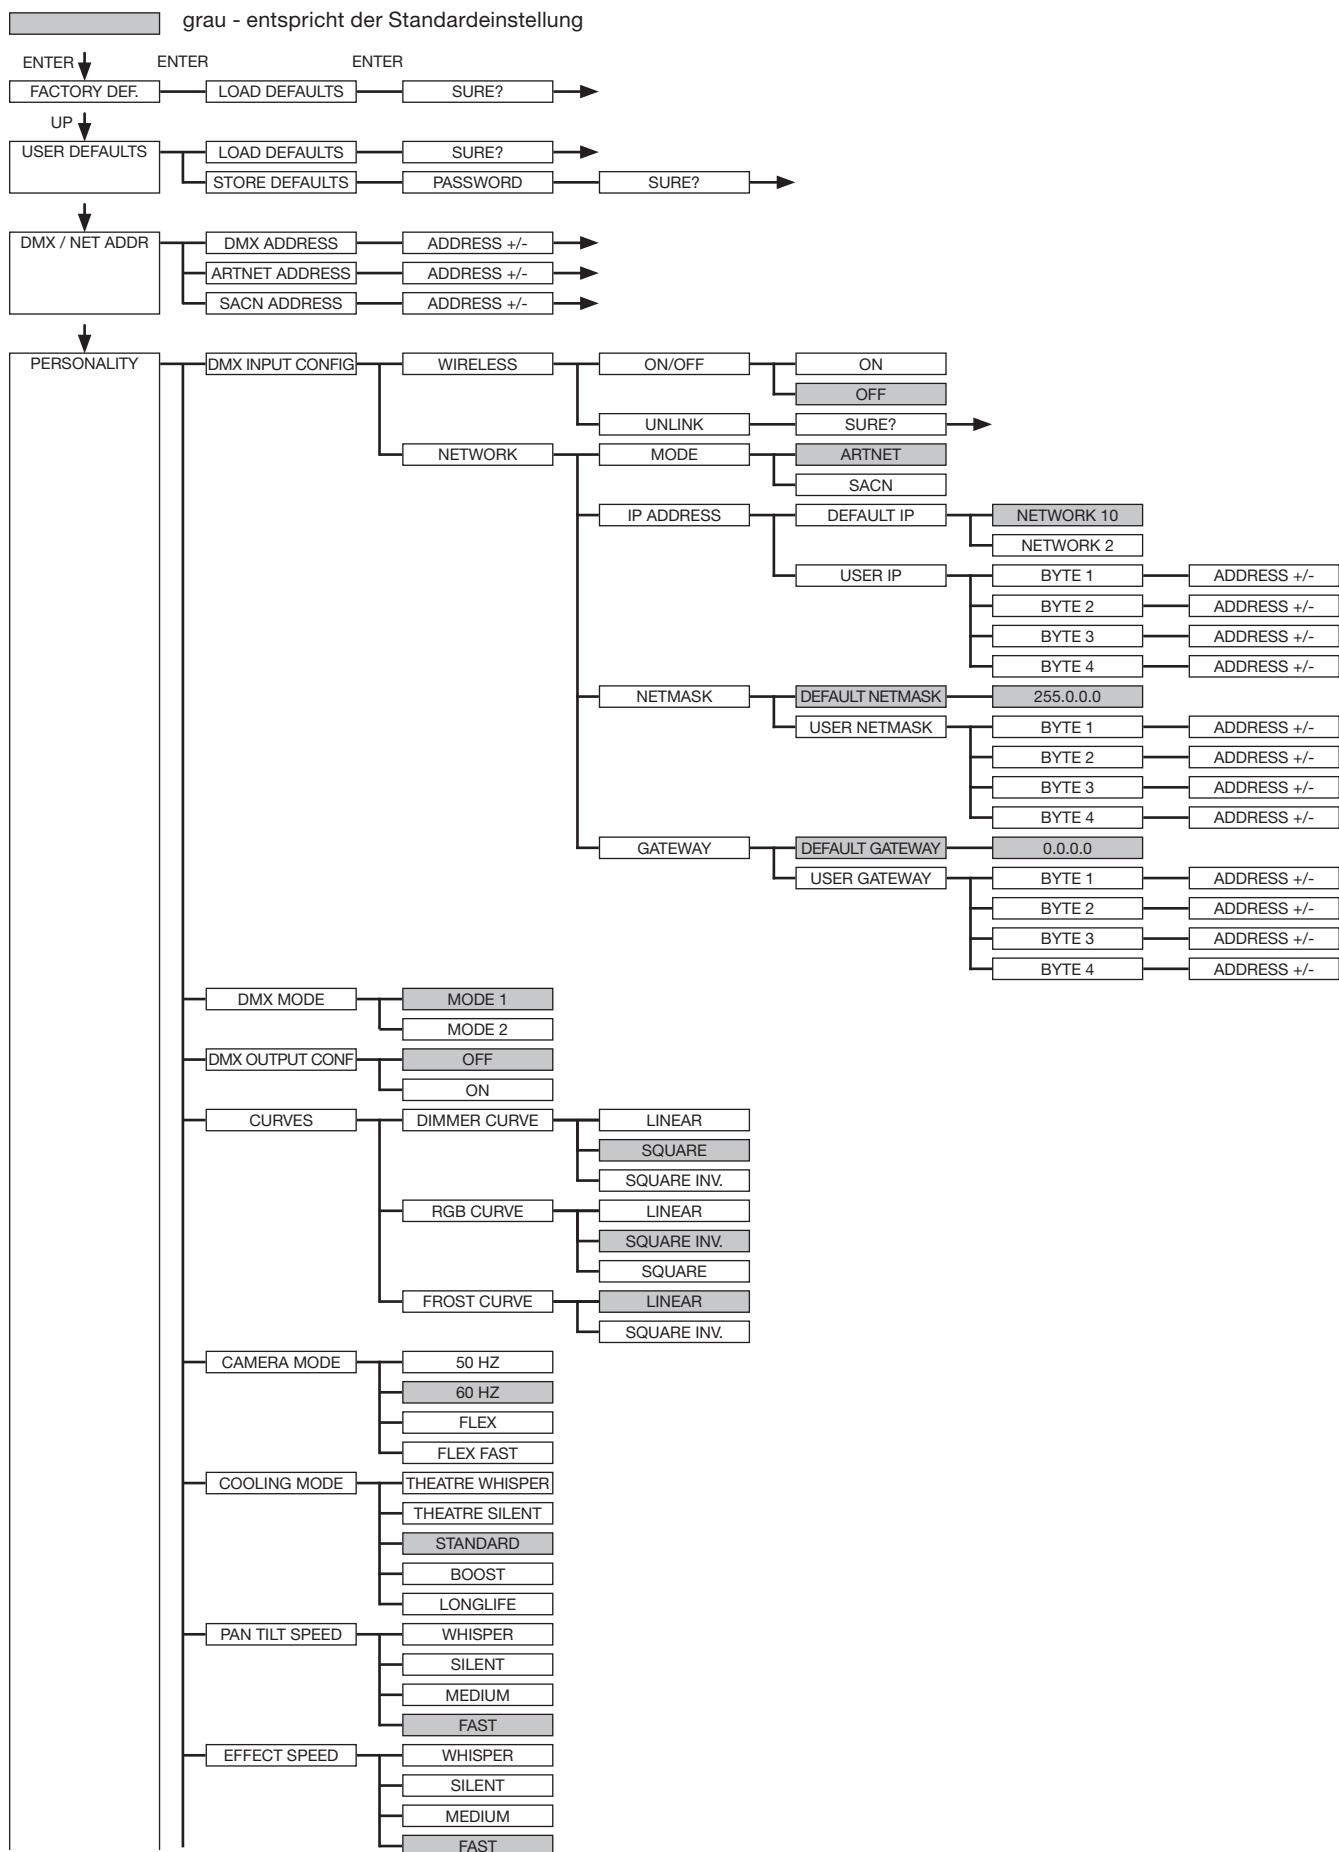 grau - entspricht der Standardeinstellung
ENTER ENTER ENTER
FACTORY DEF. LOAD DEFAULTS SURE?
UP
USER DEFAULTS LOAD DEFAULTS SURE?
STORE DEFAULTS PASSWORD SURE?
DMX / NET ADDR DMX ADDRESS ADDRESS +/-
ARTNET ADDRESS ADDRESS +/-
SACN ADDRESS ADDRESS +/-
PERSONALITY DMX INPUT CONFIG WIRELESS ON/OFF ON
OFF
UNLINK SURE?
NETWORK MODE ARTNET
SACN
IP ADDRESS DEFAULT IP NETWORK 10
NETWORK 2
USER IP BYTE 1 ADDRESS +/-
BYTE 2 ADDRESS +/-
BYTE 3 ADDRESS +/-
BYTE 4 ADDRESS +/-
NETMASK DEFAULT NETMASK 255.0.0.0
USER NETMASK BYTE 1 ADDRESS +/-
BYTE 2 ADDRESS +/-
BYTE 3 ADDRESS +/-
BYTE 4 ADDRESS +/-
GATEWAY DEFAULT GATEWAY 0.0.0.0
USER GATEWAY BYTE 1 ADDRESS +/-
BYTE 2 ADDRESS +/-
BYTE 3 ADDRESS +/-
BYTE 4 ADDRESS +/-
DMX MODE MODE 1
MODE 2
DMX OUTPUT CONF OFF
ON
CURVES DIMMER CURVE LINEAR
SQUARE
SQUARE INV.
RGB CURVE LINEAR
SQUARE INV.
SQUARE
FROST CURVE LINEAR
SQUARE INV.
CAMERA MODE 50 HZ
60 HZ
FLEX
FLEX FAST
COOLING MODE THEATRE WHISPER
THEATRE SILENT
STANDARD
BOOST
LONGLIFE
PAN TILT SPEED WHISPER
SILENT
MEDIUM
FAST
EFFECT SPEED WHISPER
SILENT
MEDIUM
FAST